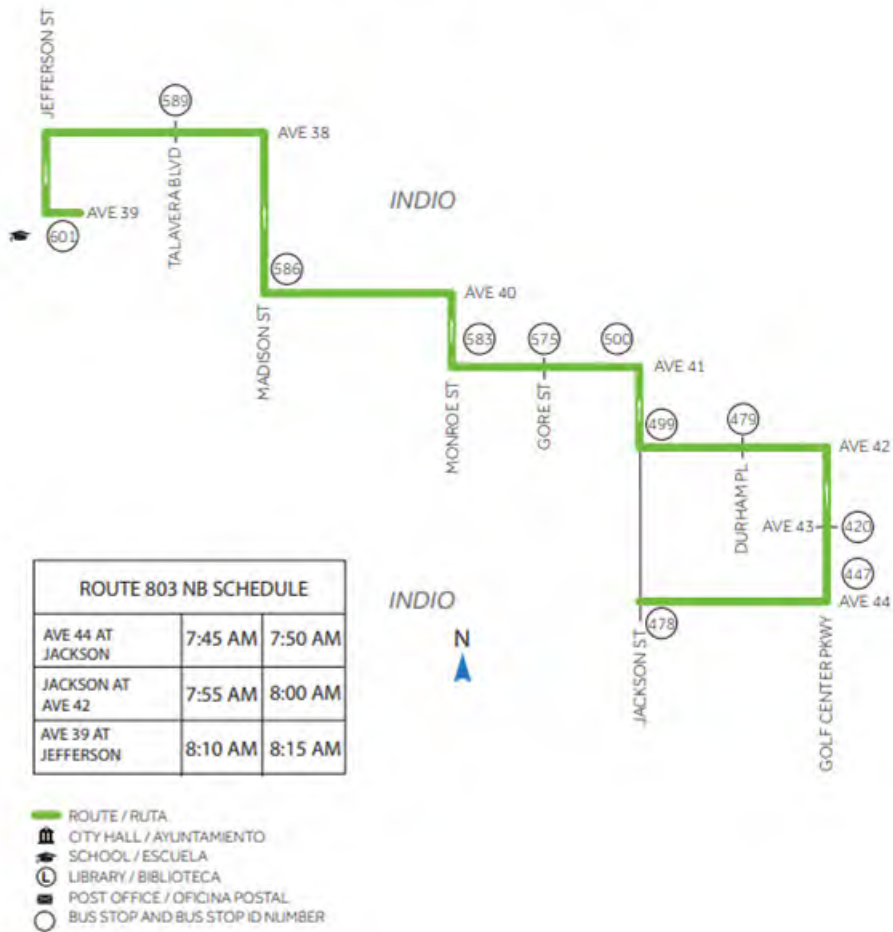 JEFFERSON ST
589
AVE 38
TALAVERA BLVD
INDIO
AVE 39
601
586
AVE 40
MADISON ST
583
575
500
AVE 41
MONROE ST
GORE ST
499
479
AVE 42
DURHAM PL
AVE 43
420
447
AVE 44
INDIO
478
N
JACKSON ST
GOLF CENTER PKWY
ROUTE 803 NB SCHEDULE
AVE 44 AT JACKSON 7:45 AM 7:50 AM
JACKSON AT AVE 42 7:55 AM 8:00 AM
AVE 39 AT JEFFERSON 8:10 AM 8:15 AM
ROUTE / RUTA
CITY HALL / AYUNTAMIENTO
SCHOOL / ESCUELA
L LIBRARY / BIBLIOTECA
POST OFFICE / OFICINA POSTAL
BUS STOP AND BUS STOP ID NUMBER